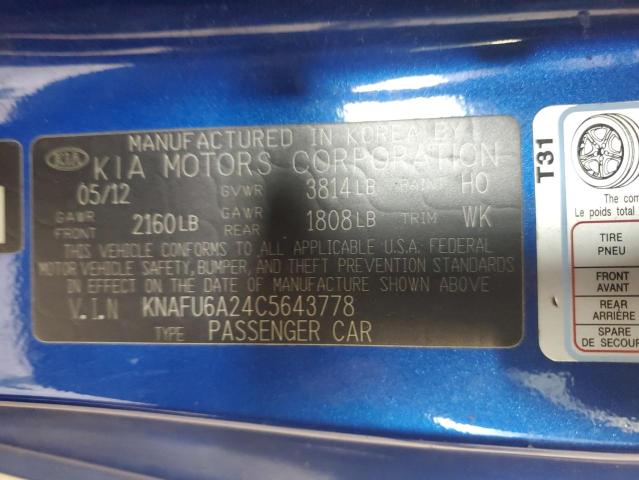 MANUFACTURED IN KOREA BY
KIA KIA MOTORS CORPORATION
05/12 GVWR 3814LB PAINT HO
GAWR FRONT 2160LB GAWR REAR 1808LB TRIM WK
THIS VEHICLE CONFORMS TO ALL APPLICABLE U.S.A. FEDERAL
MOTOR VEHICLE SAFETY, BUMPER, AND THEFT PREVENTION STANDARDS
IN EFFECT ON THE DATE OF MANUFACTURE SHOWN ABOVE
V.I.N KNAFU6A24C5643778
TYPE PASSENGER CAR
T31
The com
Le poids total
TIRE
PNEU
FRONT
AVANT
REAR
ARRIÈRE
SPARE
DE SECOUR